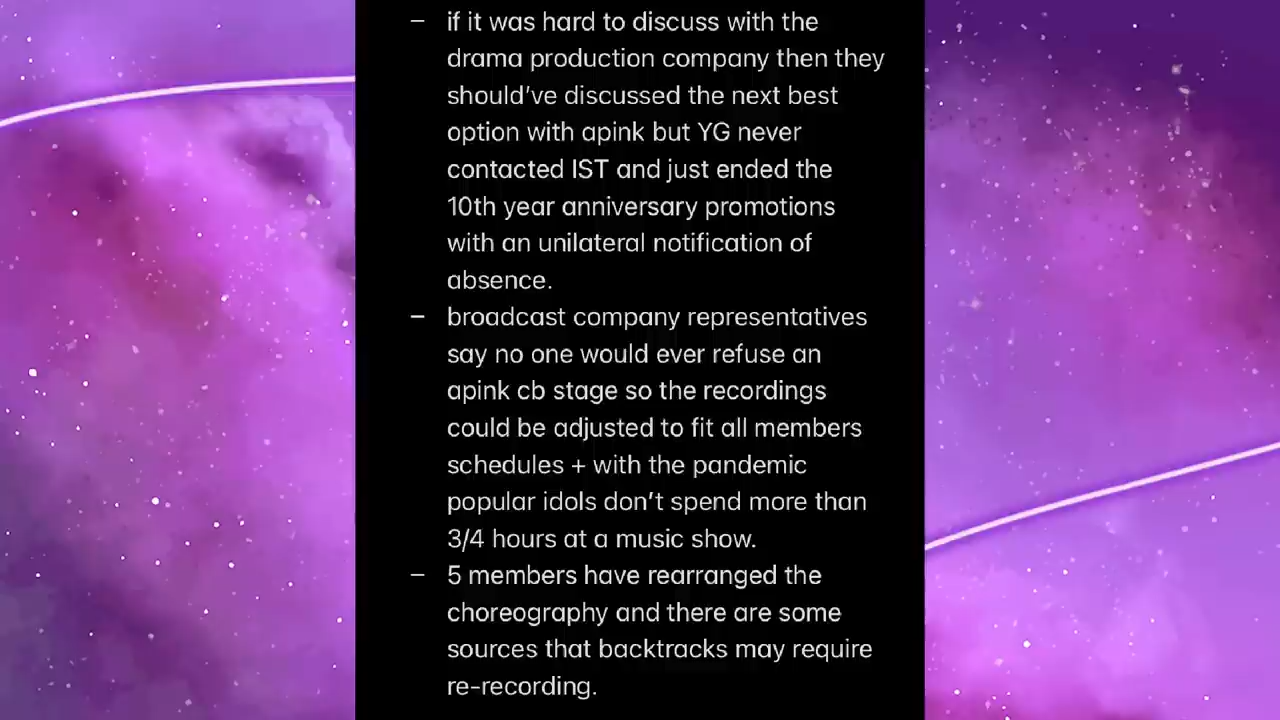 – if it was hard to discuss with the
drama production company then they
should've discussed the next best
option with apink but YG never
contacted IST and just ended the
10th year anniversary promotions
with an unilateral notification of
absence.
– broadcast company representatives
say no one would ever refuse an
apink cb stage so the recordings
could be adjusted to fit all members
schedules + with the pandemic
popular idols don't spend more than
3/4 hours at a music show.
– 5 members have rearranged the
choreography and there are some
sources that backtracks may require
re-recording.